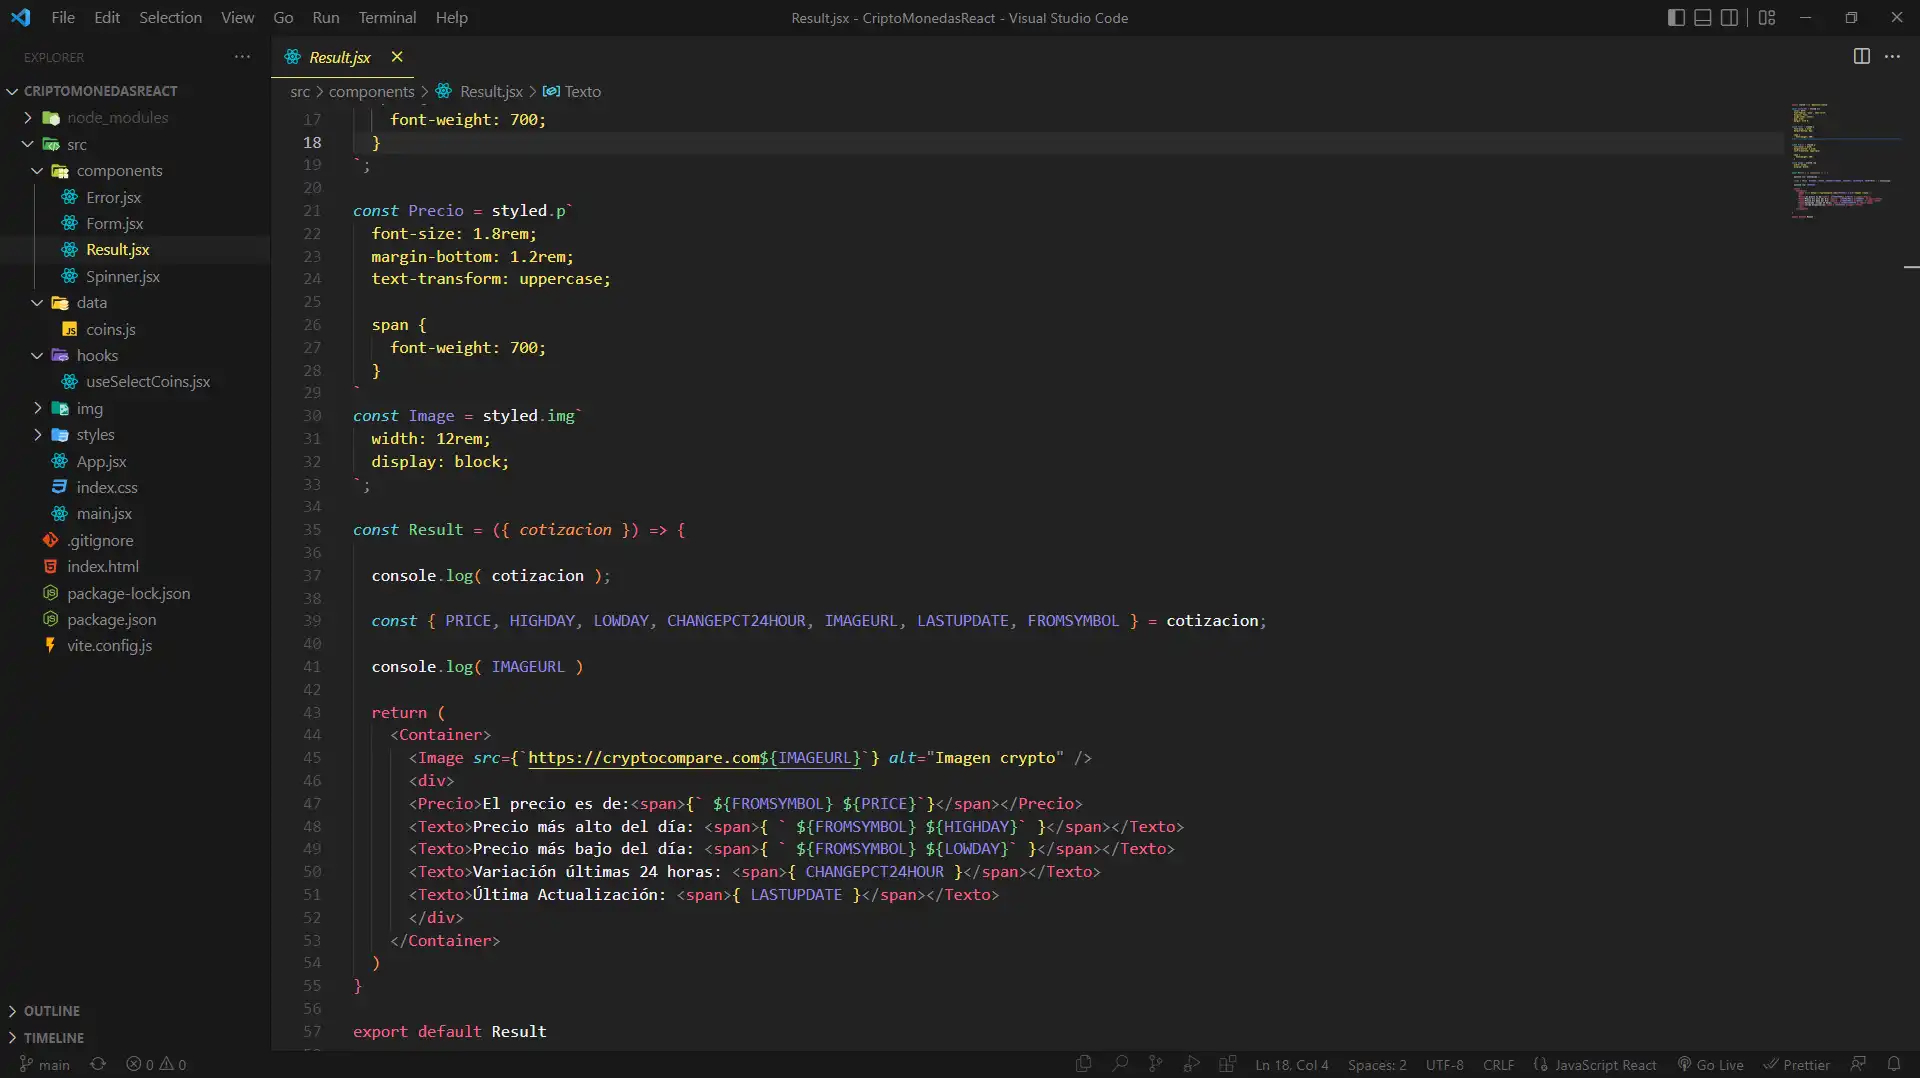 File Edit Selection View Go Run Terminal Help
Result.jsx - CriptoMonedasReact - Visual Studio Code
EXPLORER
CRIPTOMONEDASREACT
node_modules
src
components
Error.jsx
Form.jsx
Result.jsx
Spinner.jsx
data
coins.js
hooks
useSelectCoins.jsx
img
styles
App.jsx
index.css
main.jsx
.gitignore
index.html
package-lock.json
package.json
vite.config.js
OUTLINE
TIMELINE
Result.jsx
src > components > Result.jsx > Texto
17 font-weight: 700;
18 }
19 `;
20
21 const Precio = styled.p`
22 font-size: 1.8rem;
23 margin-bottom: 1.2rem;
24 text-transform: uppercase;
25
26 span {
27 font-weight: 700;
28 }
29 `
30 const Image = styled.img`
31 width: 12rem;
32 display: block;
33 `;
34
35 const Result = ({ cotizacion }) => {
36
37 console.log( cotizacion );
38
39 const { PRICE, HIGHDAY, LOWDAY, CHANGEPCT24HOUR, IMAGEURL, LASTUPDATE, FROMSYMBOL } = cotizacion;
40
41 console.log( IMAGEURL )
42
43 return (
44 <Container>
45 <Image src={`https://cryptocompare.com${IMAGEURL}`} alt="Imagen crypto" />
46 <div>
47 <Precio>El precio es de:<span>{` ${FROMSYMBOL} ${PRICE}`}</span></Precio>
48 <Texto>Precio más alto del día: <span>{ ` ${FROMSYMBOL} ${HIGHDAY}` }</span></Texto>
49 <Texto>Precio más bajo del día: <span>{ ` ${FROMSYMBOL} ${LOWDAY}` }</span></Texto>
50 <Texto>Variación últimas 24 horas: <span>{ CHANGEPCT24HOUR }</span></Texto>
51 <Texto>Última Actualización: <span>{ LASTUPDATE }</span></Texto>
52 </div>
53 </Container>
54 )
55 }
56
57 export default Result
main 0 0 Ln 18, Col 4 Spaces: 2 UTF-8 CRLF JavaScript React Go Live Prettier